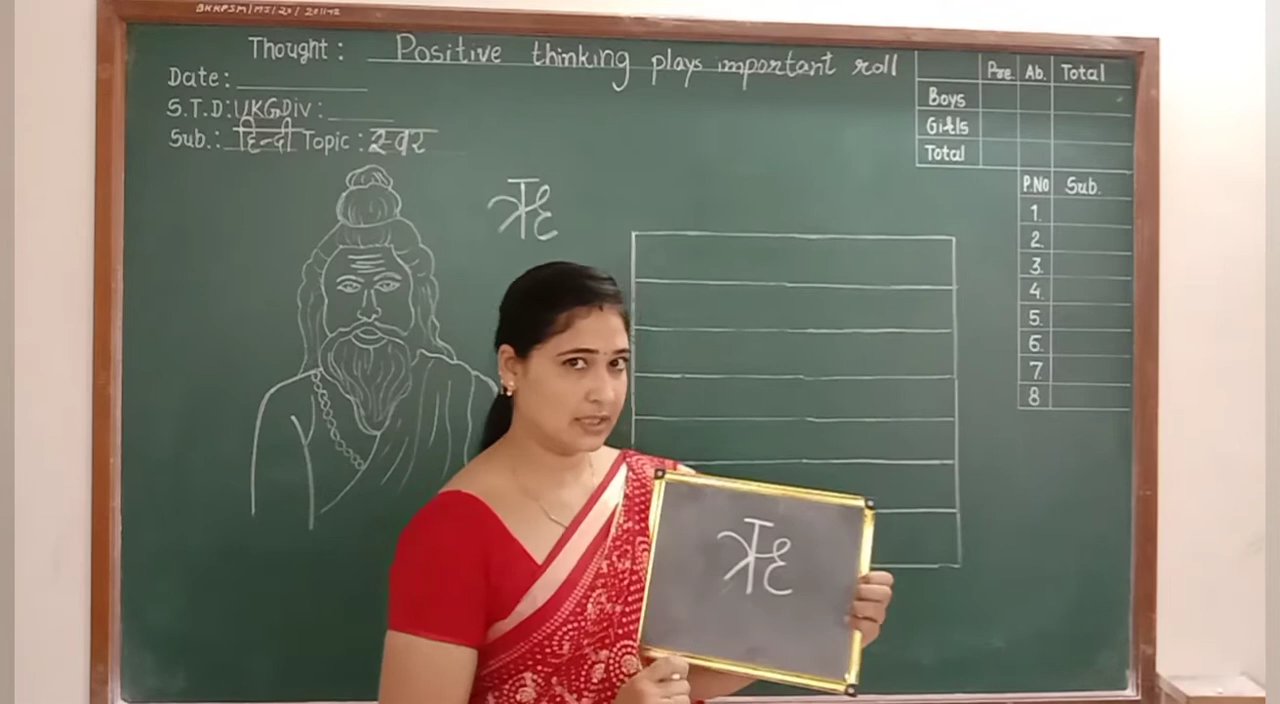 Thought : Positive thinking plays important roll
Date:
S.T.D: UKG Div:
Sub.: हिन्दी Topic : स्वर
ऋ
Pre. Ab. Total
Boys
Girls
Total
P.NO Sub.
1.
2.
3.
4.
5.
6.
7.
8
ऋ